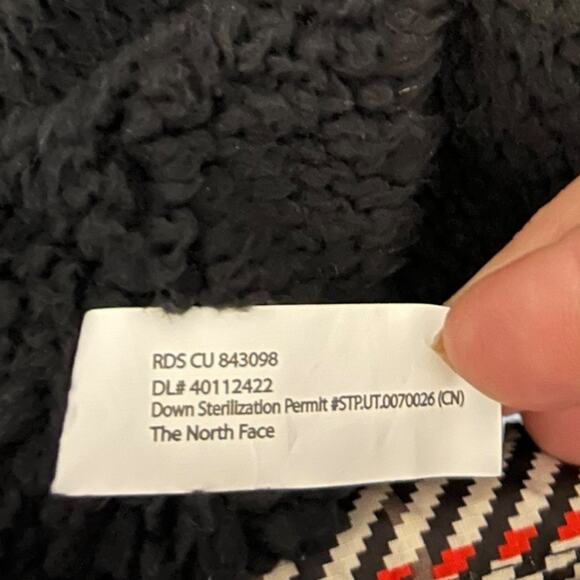 RDS CU 843098
DL# 40112422
Down Sterilization Permit #STP.UT.0070026 (CN)
The North Face